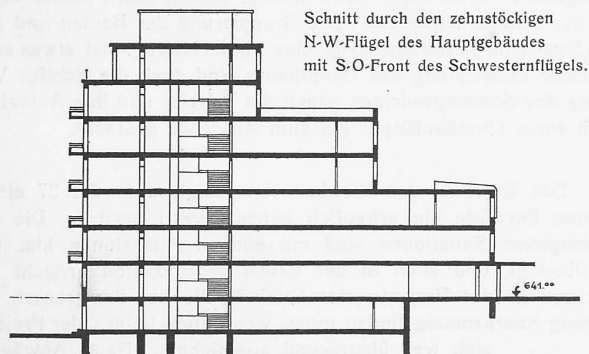 Schnitt durch den zehnstöckigen
N-W-Flügel des Hauptgebäudes
mit S-O-Front des Schwesternflügels.
641.⁰⁰